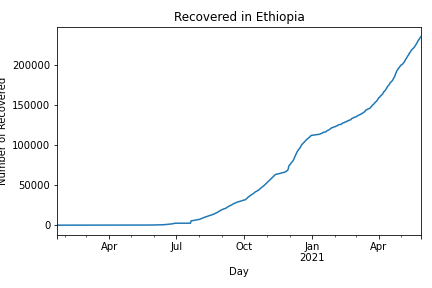 Recovered in Ethiopia
Number of Recovered
200000
150000
100000
50000
0
Apr
Jul
Oct
Jan
2021
Apr
Day